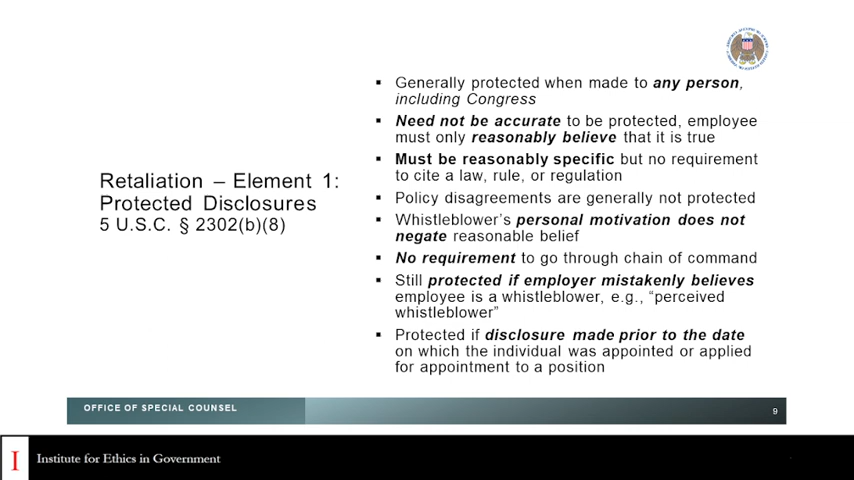 Retaliation – Element 1:
Protected Disclosures
5 U.S.C. § 2302(b)(8)
▪ Generally protected when made to any person,
including Congress
▪ Need not be accurate to be protected, employee
must only reasonably believe that it is true
▪ Must be reasonably specific but no requirement
to cite a law, rule, or regulation
▪ Policy disagreements are generally not protected
▪ Whistleblower’s personal motivation does not
negate reasonable belief
▪ No requirement to go through chain of command
▪ Still protected if employer mistakenly believes
employee is a whistleblower, e.g., “perceived
whistleblower”
▪ Protected if disclosure made prior to the date
on which the individual was appointed or applied
for appointment to a position
OFFICE OF SPECIAL COUNSEL
9
I
Institute for Ethics in Government